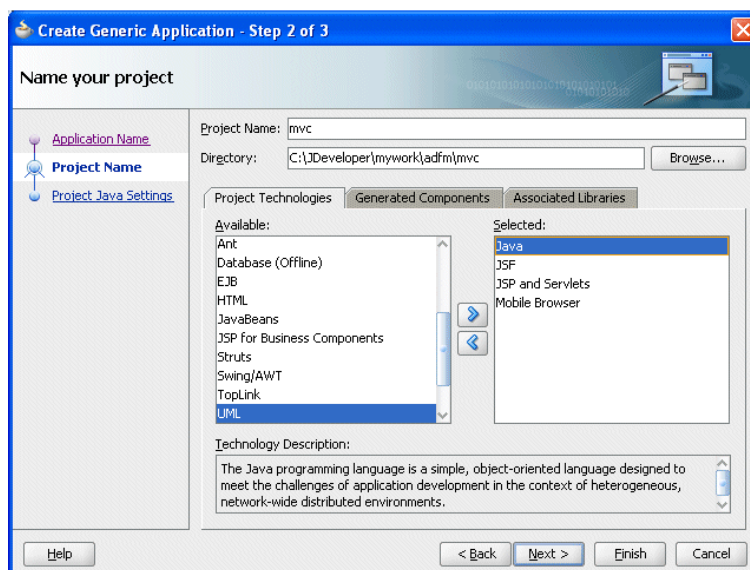 Create Generic Application - Step 2 of 3
Name your project
Application Name
Project Name
Project Java Settings
Project Name: mvc
Directory: C:\JDeveloper\mywork\adfm\mvc Browse...
Project Technologies Generated Components Associated Libraries
Available:
Ant
Database (Offline)
EJB
HTML
JavaBeans
JSP for Business Components
Struts
Swing/AWT
TopLink
UML
Selected:
Java
JSF
JSP and Servlets
Mobile Browser
Technology Description:
The Java programming language is a simple, object-oriented language designed to
meet the challenges of application development in the context of heterogeneous,
network-wide distributed environments.
Help < Back Next > Finish Cancel